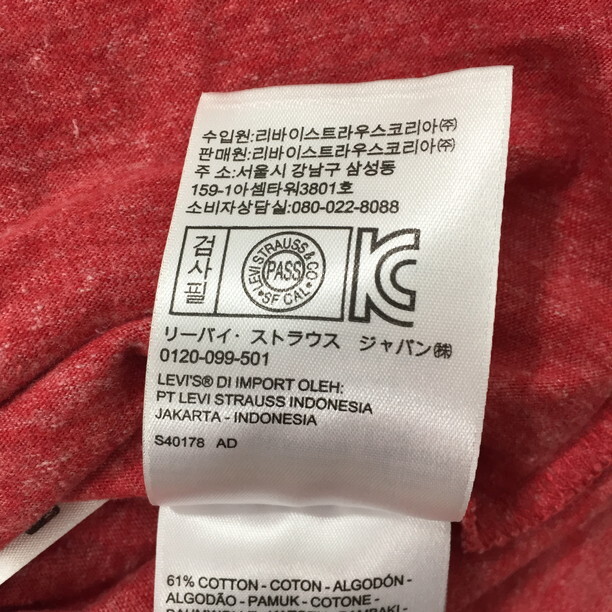 수입원:리바이스트라우스코리아㈜
판매원:리바이스트라우스코리아㈜
주 소:서울시 강남구 삼성동
159-1아셈타워3801호
소비자상담실:080-022-8088
검사필
LEVI STRAUSS & CO
PASS
SF CAL
KC
リーバイ・ストラウス ジャパン㈱
0120-099-501
LEVI'S® DI IMPORT OLEH:
PT LEVI STRAUSS INDONESIA
JAKARTA - INDONESIA
S40178 AD
61% COTTON - COTON - ALGODÓN -
ALGODÃO - PAMUK - COTONE -